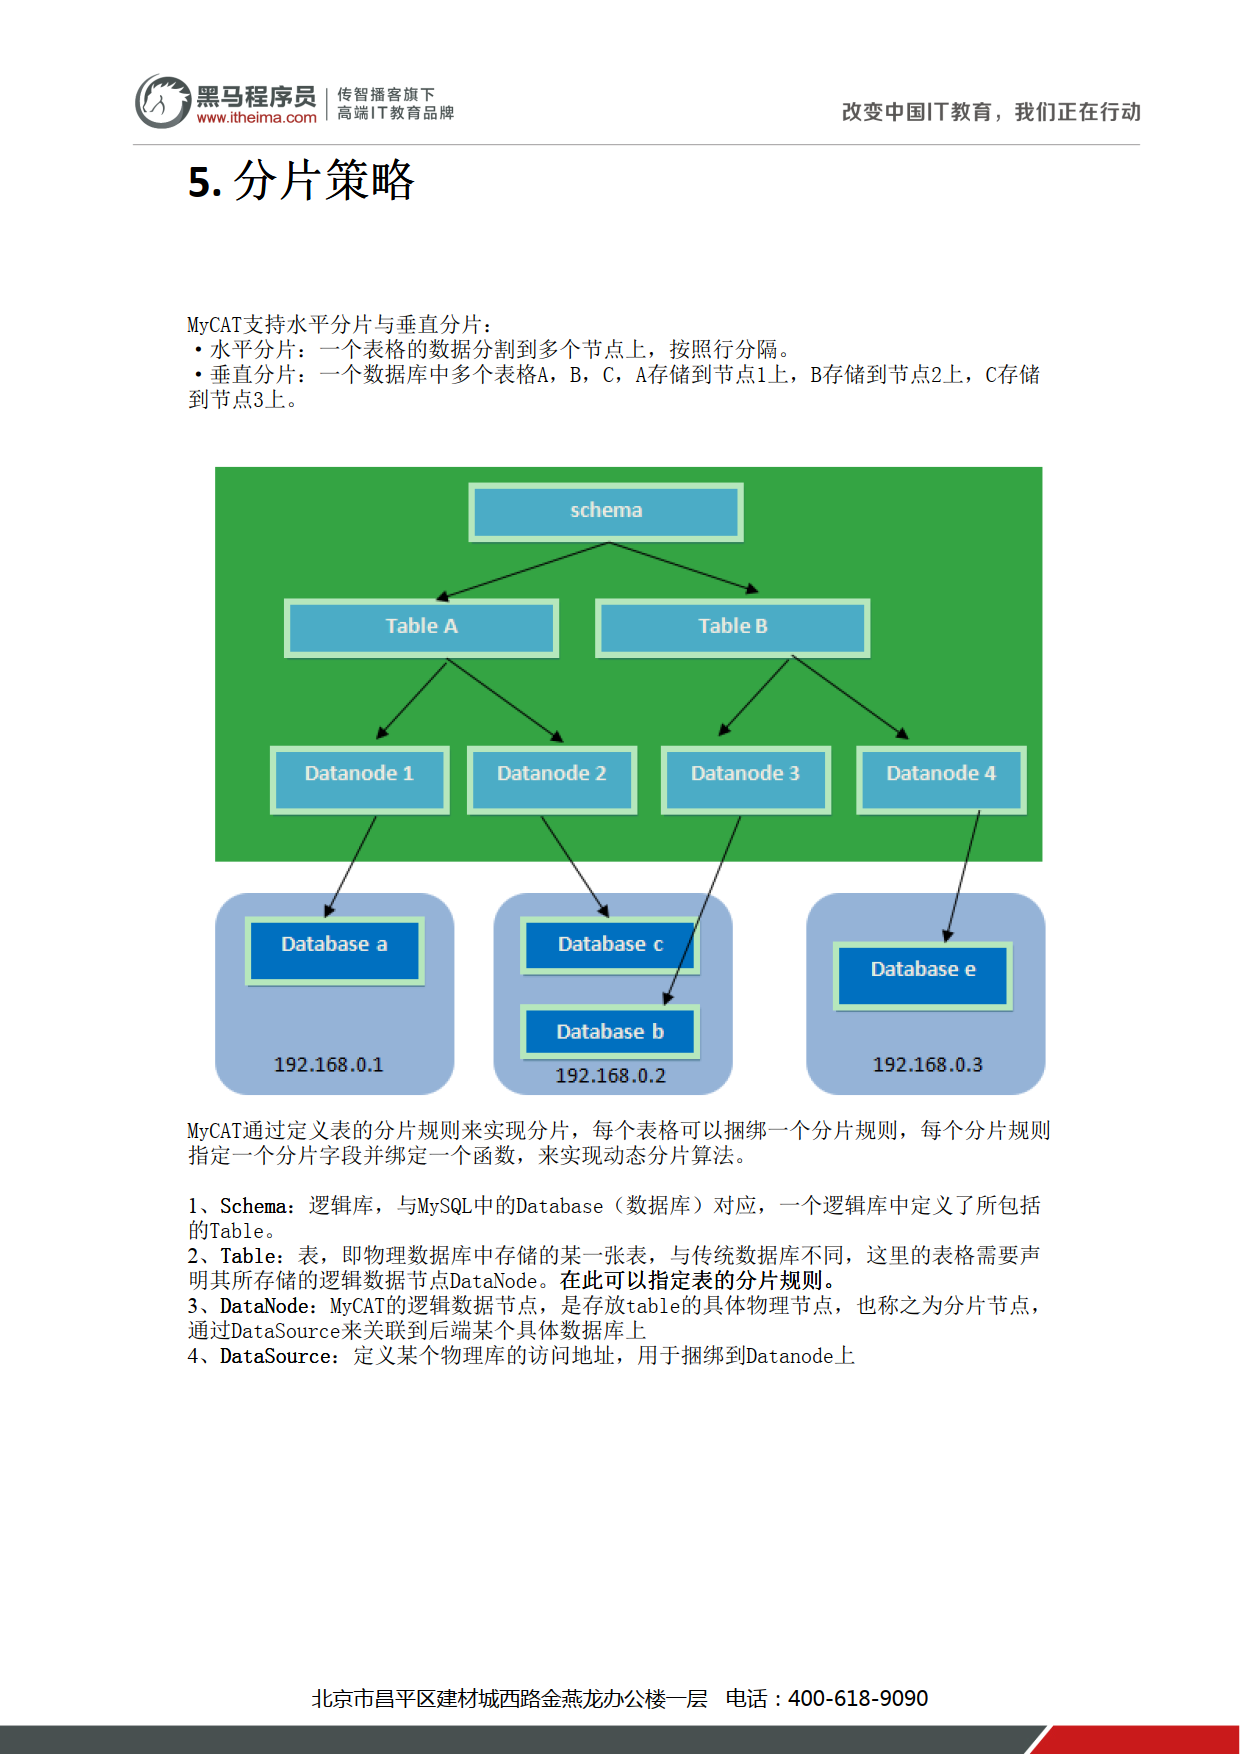 黑马程序员
www.itheima.com
传智播客旗下
高端IT教育品牌
改变中国IT教育，我们正在行动
5. 分片策略
MyCAT支持水平分片与垂直分片：
·水平分片：一个表格的数据分割到多个节点上，按照行分隔。
·垂直分片：一个数据库中多个表格A，B，C，A存储到节点1上，B存储到节点2上，C存储
到节点3上。
schema
Table A
Table B
Datanode 1
Datanode 2
Datanode 3
Datanode 4
Database a
Database c
Database e
Database b
192.168.0.1
192.168.0.2
192.168.0.3
MyCAT通过定义表的分片规则来实现分片，每个表格可以捆绑一个分片规则，每个分片规则
指定一个分片字段并绑定一个函数，来实现动态分片算法。
1、Schema：逻辑库，与MySQL中的Database（数据库）对应，一个逻辑库中定义了所包括
的Table。
2、Table：表，即物理数据库中存储的某一张表，与传统数据库不同，这里的表格需要声
明其所存储的逻辑数据节点DataNode。在此可以指定表的分片规则。
3、DataNode：MyCAT的逻辑数据节点，是存放table的具体物理节点，也称之为分片节点，
通过DataSource来关联到后端某个具体数据库上
4、DataSource：定义某个物理库的访问地址，用于捆绑到Datanode上
北京市昌平区建材城西路金燕龙办公楼一层 电话：400-618-9090